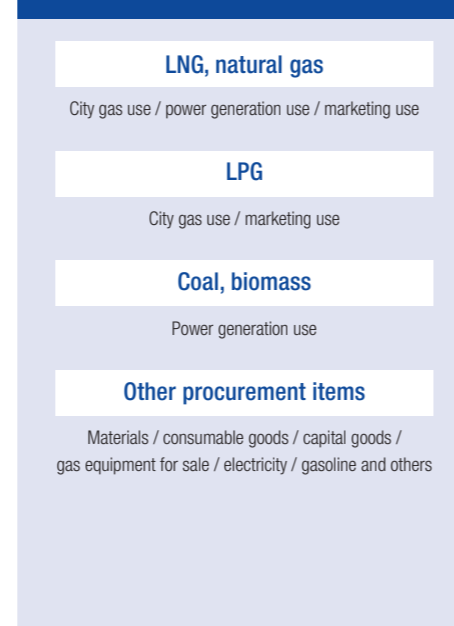 LNG, natural gas
City gas use / power generation use / marketing use
LPG
City gas use / marketing use
Coal, biomass
Power generation use
Other procurement items
Materials / consumable goods / capital goods /
gas equipment for sale / electricity / gasoline and others